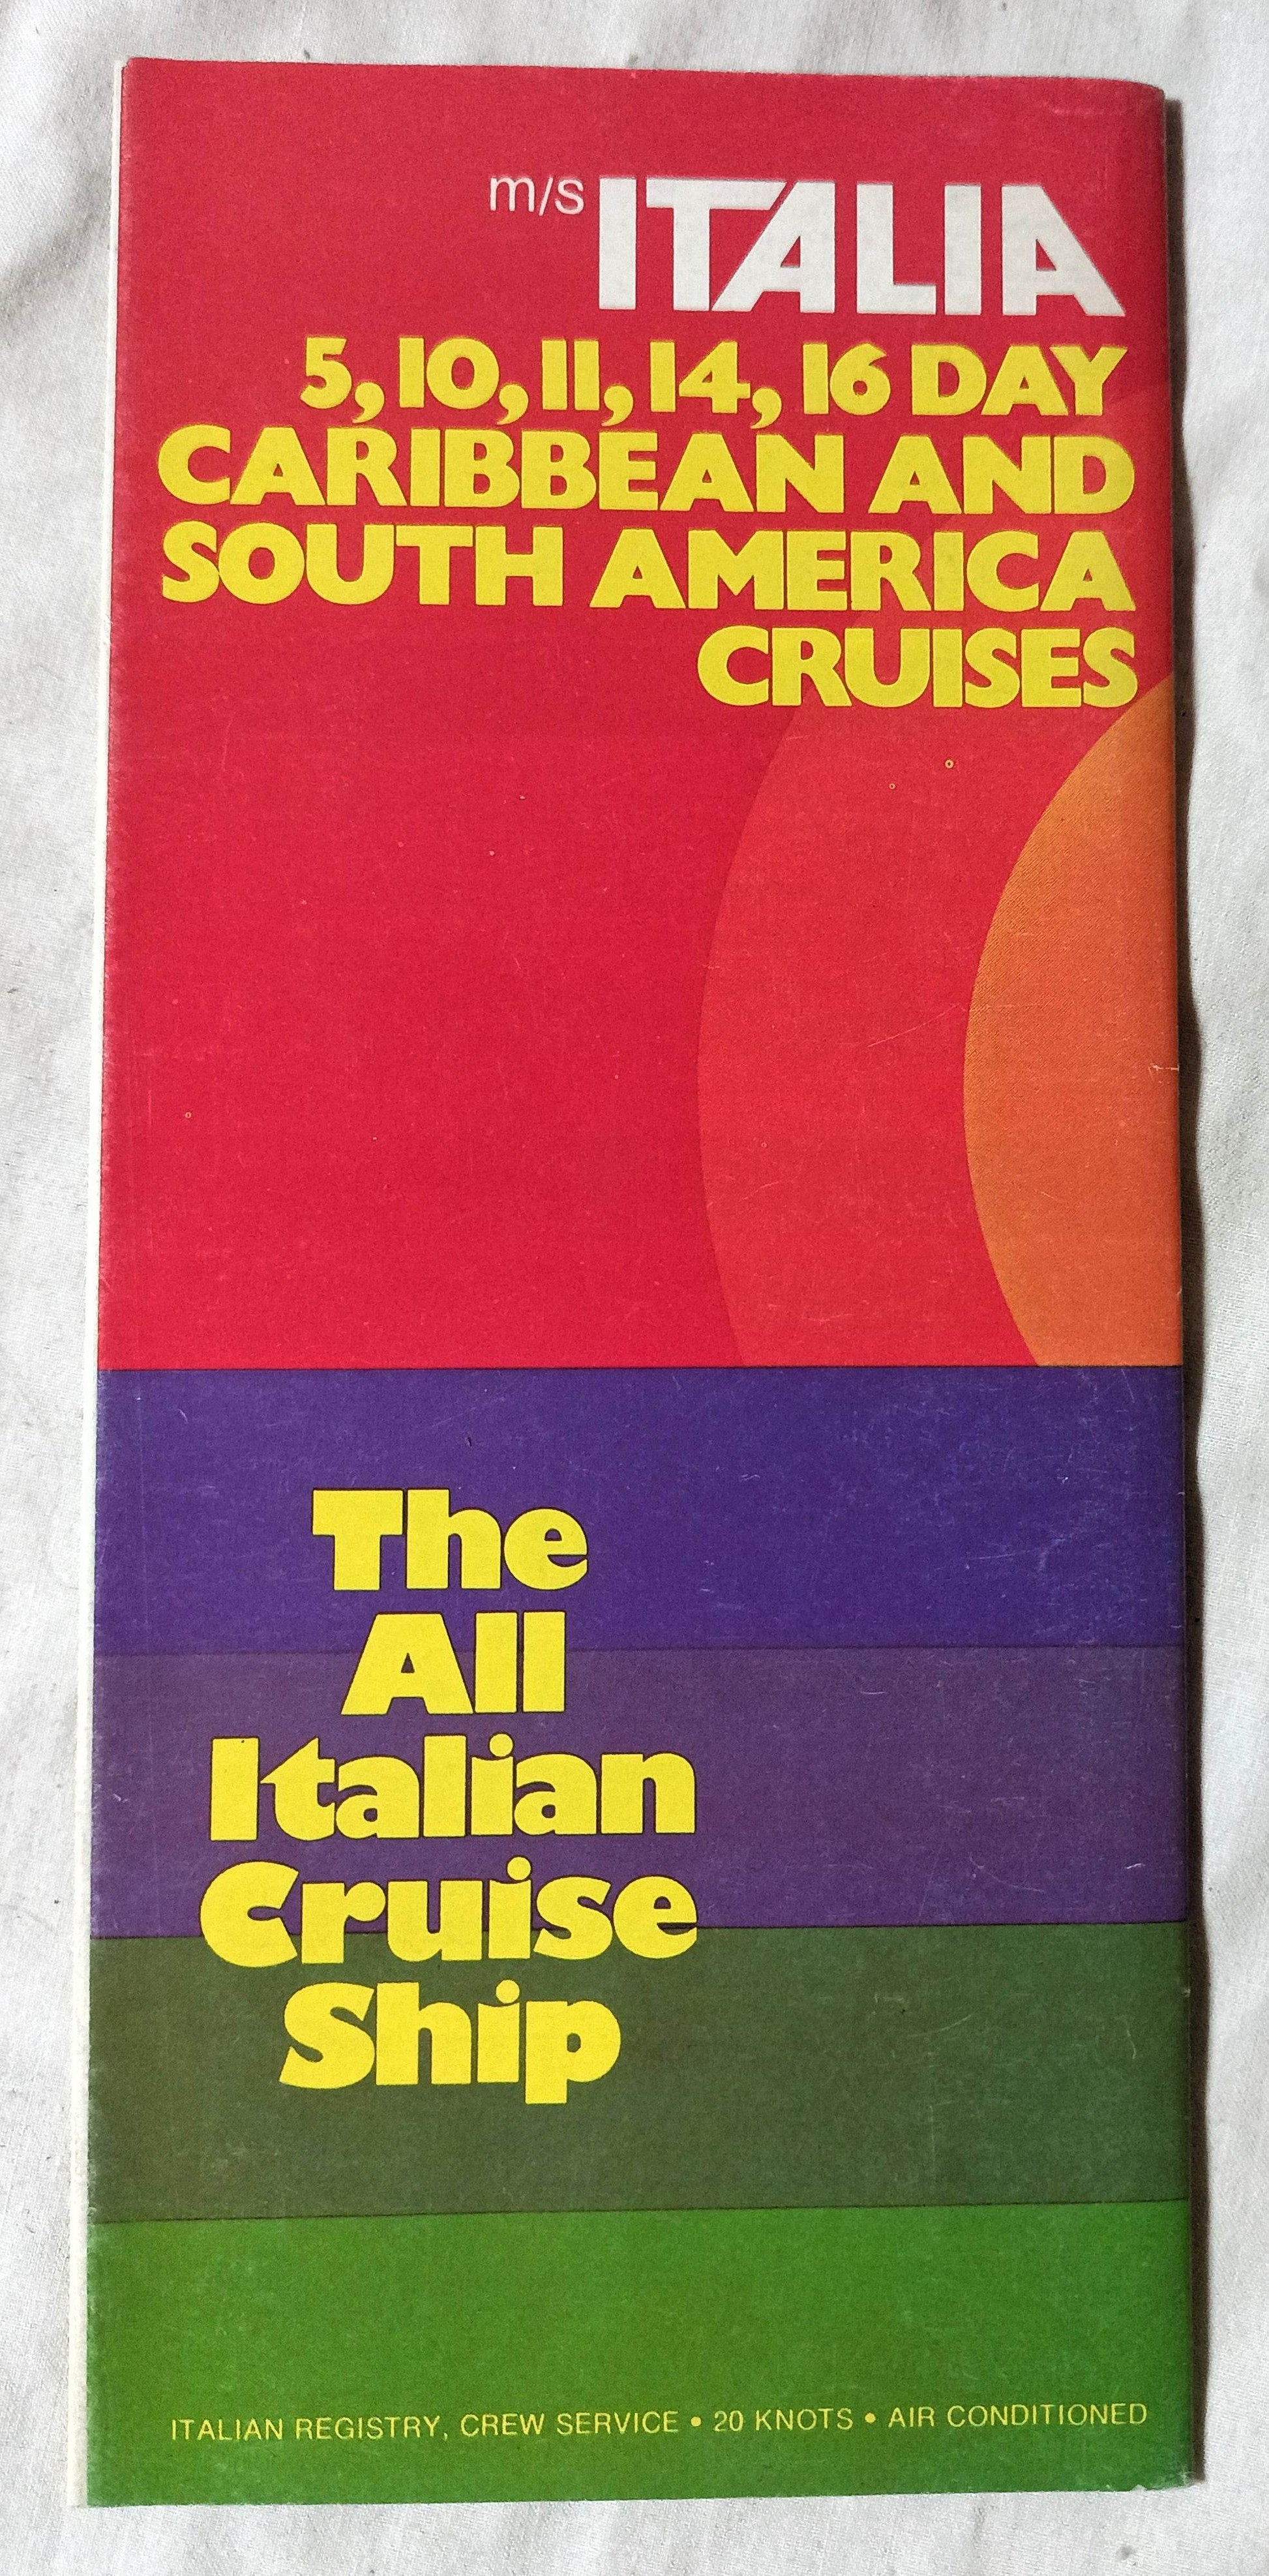 m/s ITALIA
5, 10, 11, 14, 16 DAY
CARIBBEAN AND
SOUTH AMERICA
CRUISES
The
All
Italian
Cruise
Ship
ITALIAN REGISTRY, CREW SERVICE • 20 KNOTS • AIR CONDITIONED